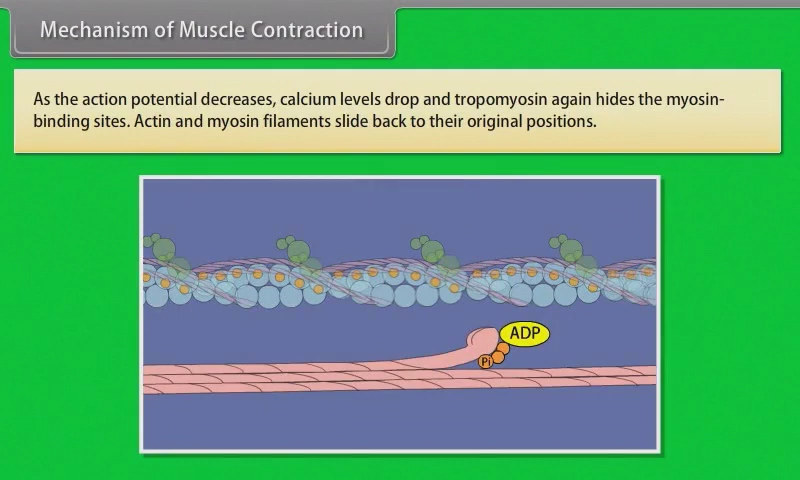 Mechanism of Muscle Contraction
As the action potential decreases, calcium levels drop and tropomyosin again hides the myosin-
binding sites. Actin and myosin filaments slide back to their original positions.
ADP
Pi